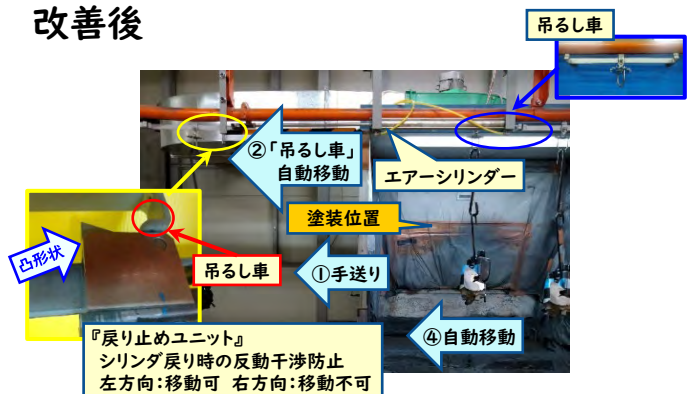 改善後
吊るし車
②「吊るし車」
自動移動
エアーシリンダー
塗装位置
凸形状
吊るし車
①手送り
④自動移動
『戻り止めユニット』
シリンダ戻り時の反動干渉防止
左方向:移動可 右方向:移動不可